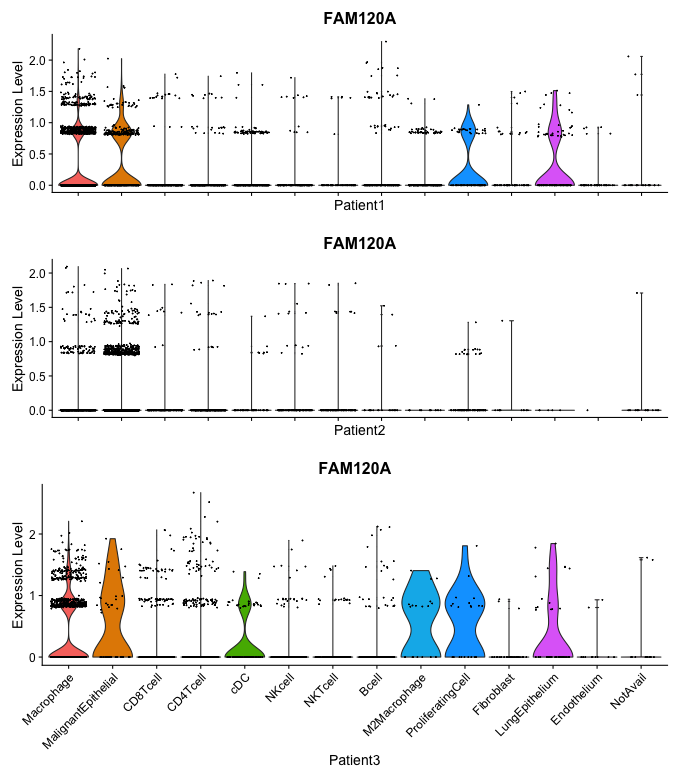 FAM120A
Expression Level
2.0
1.5
1.0
0.5
0.0
Patient1
FAM120A
Expression Level
2.0
1.5
1.0
0.5
0.0
Patient2
FAM120A
Expression Level
2
1
0
Macrophage
MalignantEpithelial
CD8Tcell
CD4Tcell
cDC
NKcell
NKTcell
Bcell
M2Macrophage
ProliferatingCell
Fibroblast
LungEpithelium
Endothelium
NotAvail
Patient3